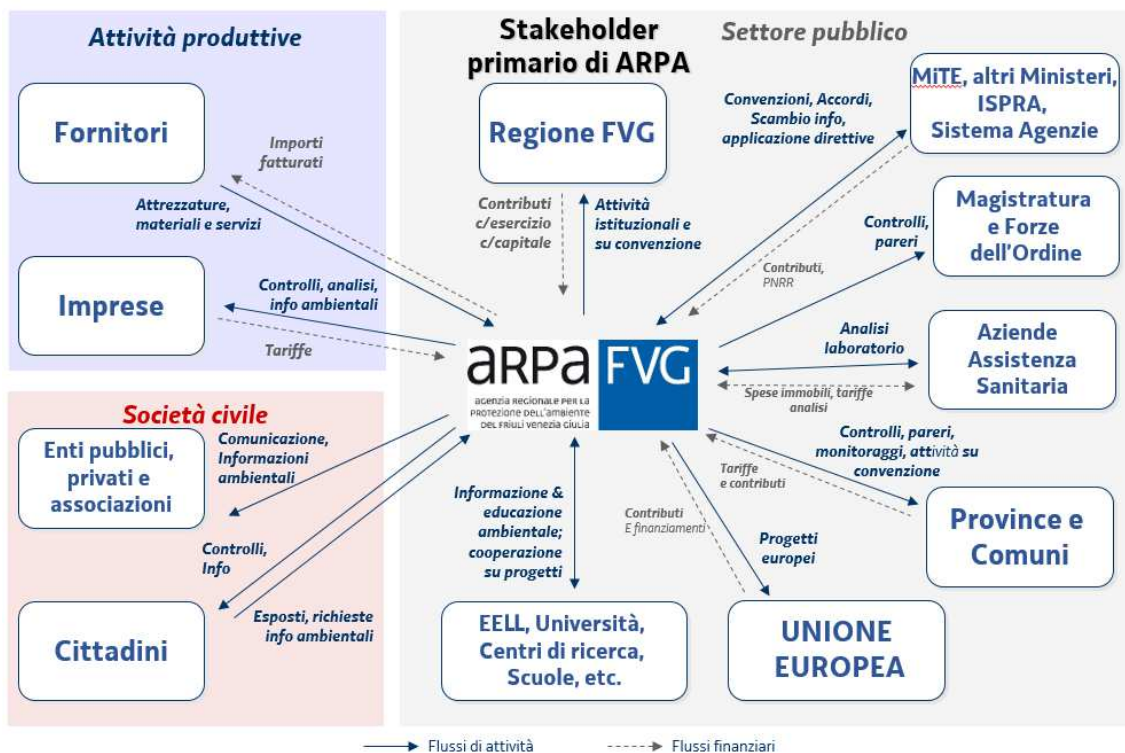 Attività produttive
Fornitori
Importi
fatturati
Attrezzature,
materiali e servizi
Imprese
Controlli, analisi,
info ambientali
Tariffe
Società civile
Enti pubblici,
privati e
associazioni
Comunicazione,
Informazioni
ambientali
Controlli,
Info
Cittadini
Esposti, richieste
info ambientali
Stakeholder
primario di ARPA
Settore pubblico
Regione FVG
Contributi
c/esercizio
c/capitale
Attività
istituzionali e
su convenzione
Convenzioni, Accordi,
Scambio info,
applicazione direttive
MiTE, altri Ministeri,
ISPRA,
Sistema Agenzie
Contributi,
PNRR
Controlli,
pareri
Magistratura
e Forze
dell'Ordine
arpa FVG
AGENZIA REGIONALE PER LA
PROTEZIONE DELL'AMBIENTE
DEL FRIULI VENEZIA GIULIA
Analisi
laboratorio
Spese immobili, tariffe
analisi
Aziende
Assistenza
Sanitaria
Controlli, pareri,
monitoraggi, attività su
convenzione
Tariffe
e contributi
Province e
Comuni
Informazione &
educazione
ambientale;
cooperazione
su progetti
Contributi
E finanziamenti
Progetti
europei
EELL, Università,
Centri di ricerca,
Scuole, etc.
UNIONE
EUROPEA
Flussi di attività
Flussi finanziari